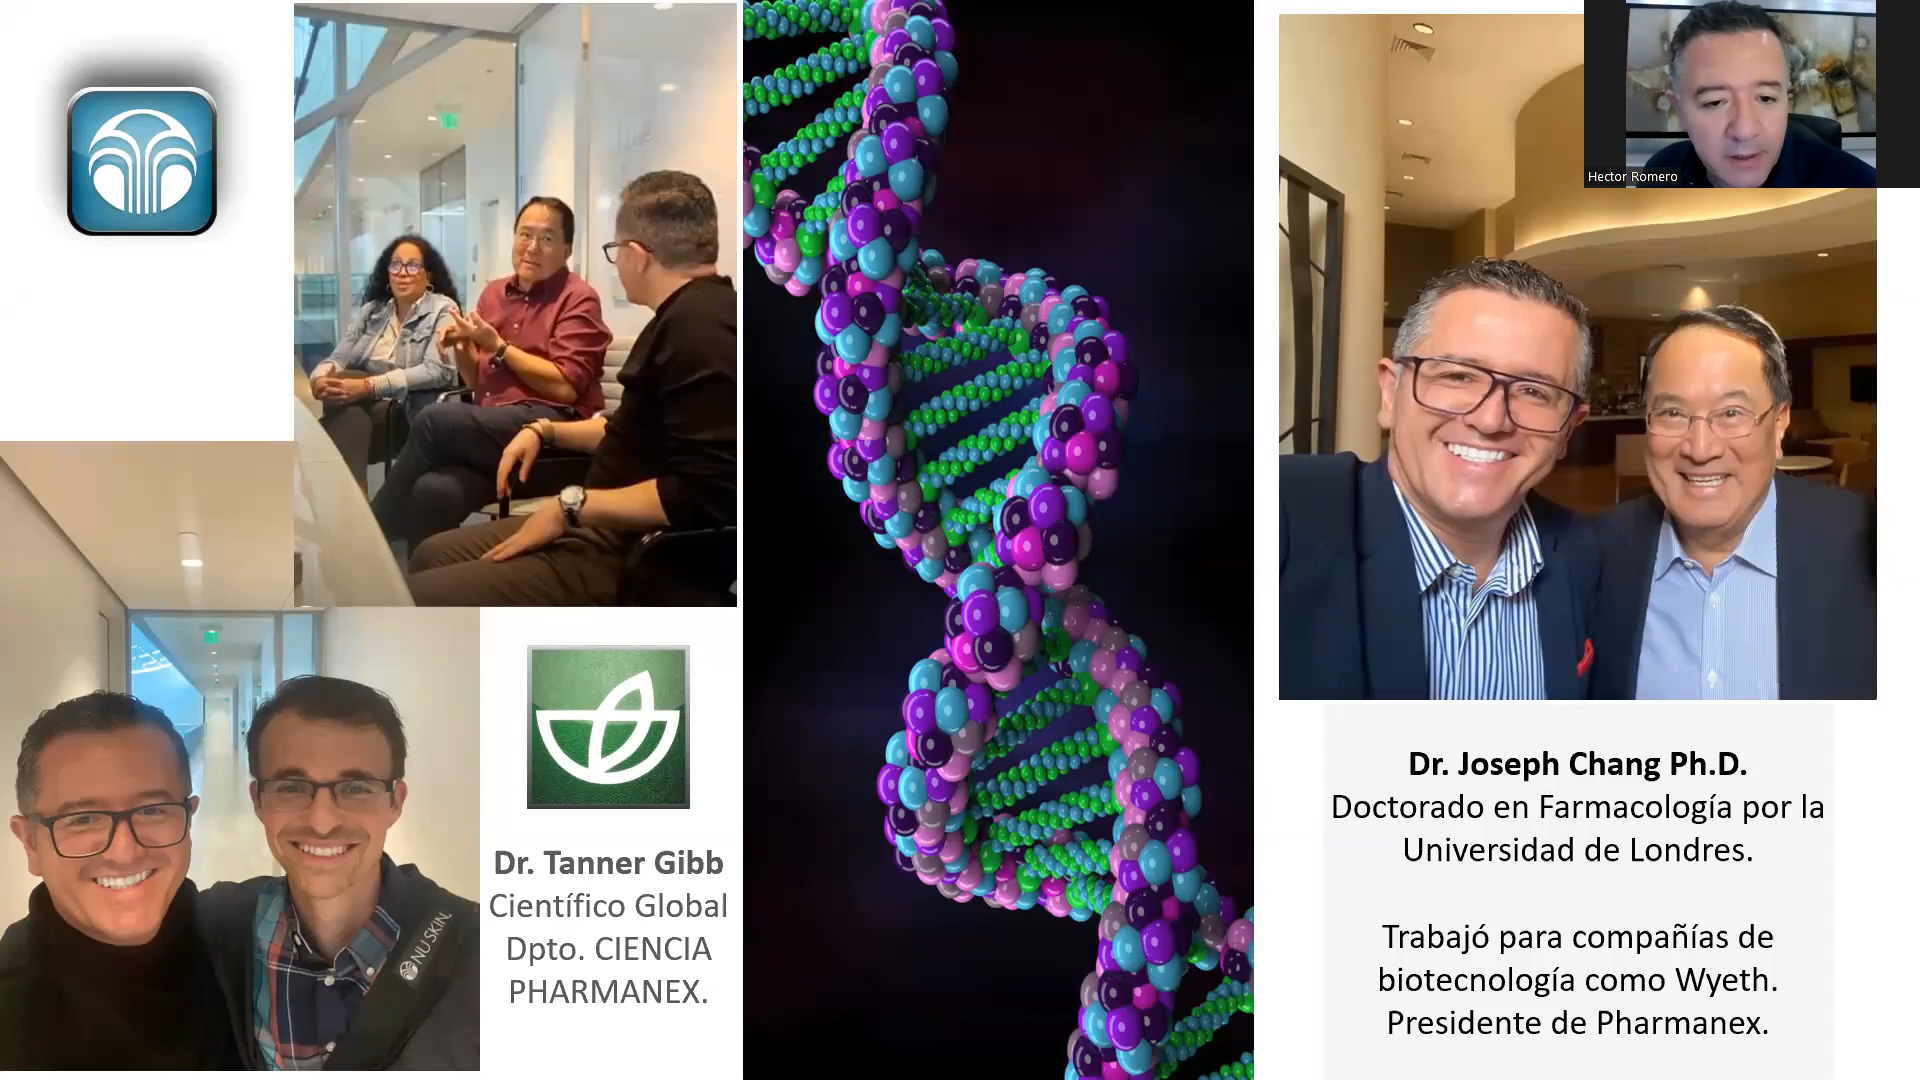 Hector Romero
NU SKIN.
Dr. Tanner Gibb
Científico Global
Dpto. CIENCIA
PHARMANEX.
Dr. Joseph Chang Ph.D.
Doctorado en Farmacología por la
Universidad de Londres.
Trabajó para compañías de
biotecnología como Wyeth.
Presidente de Pharmanex.